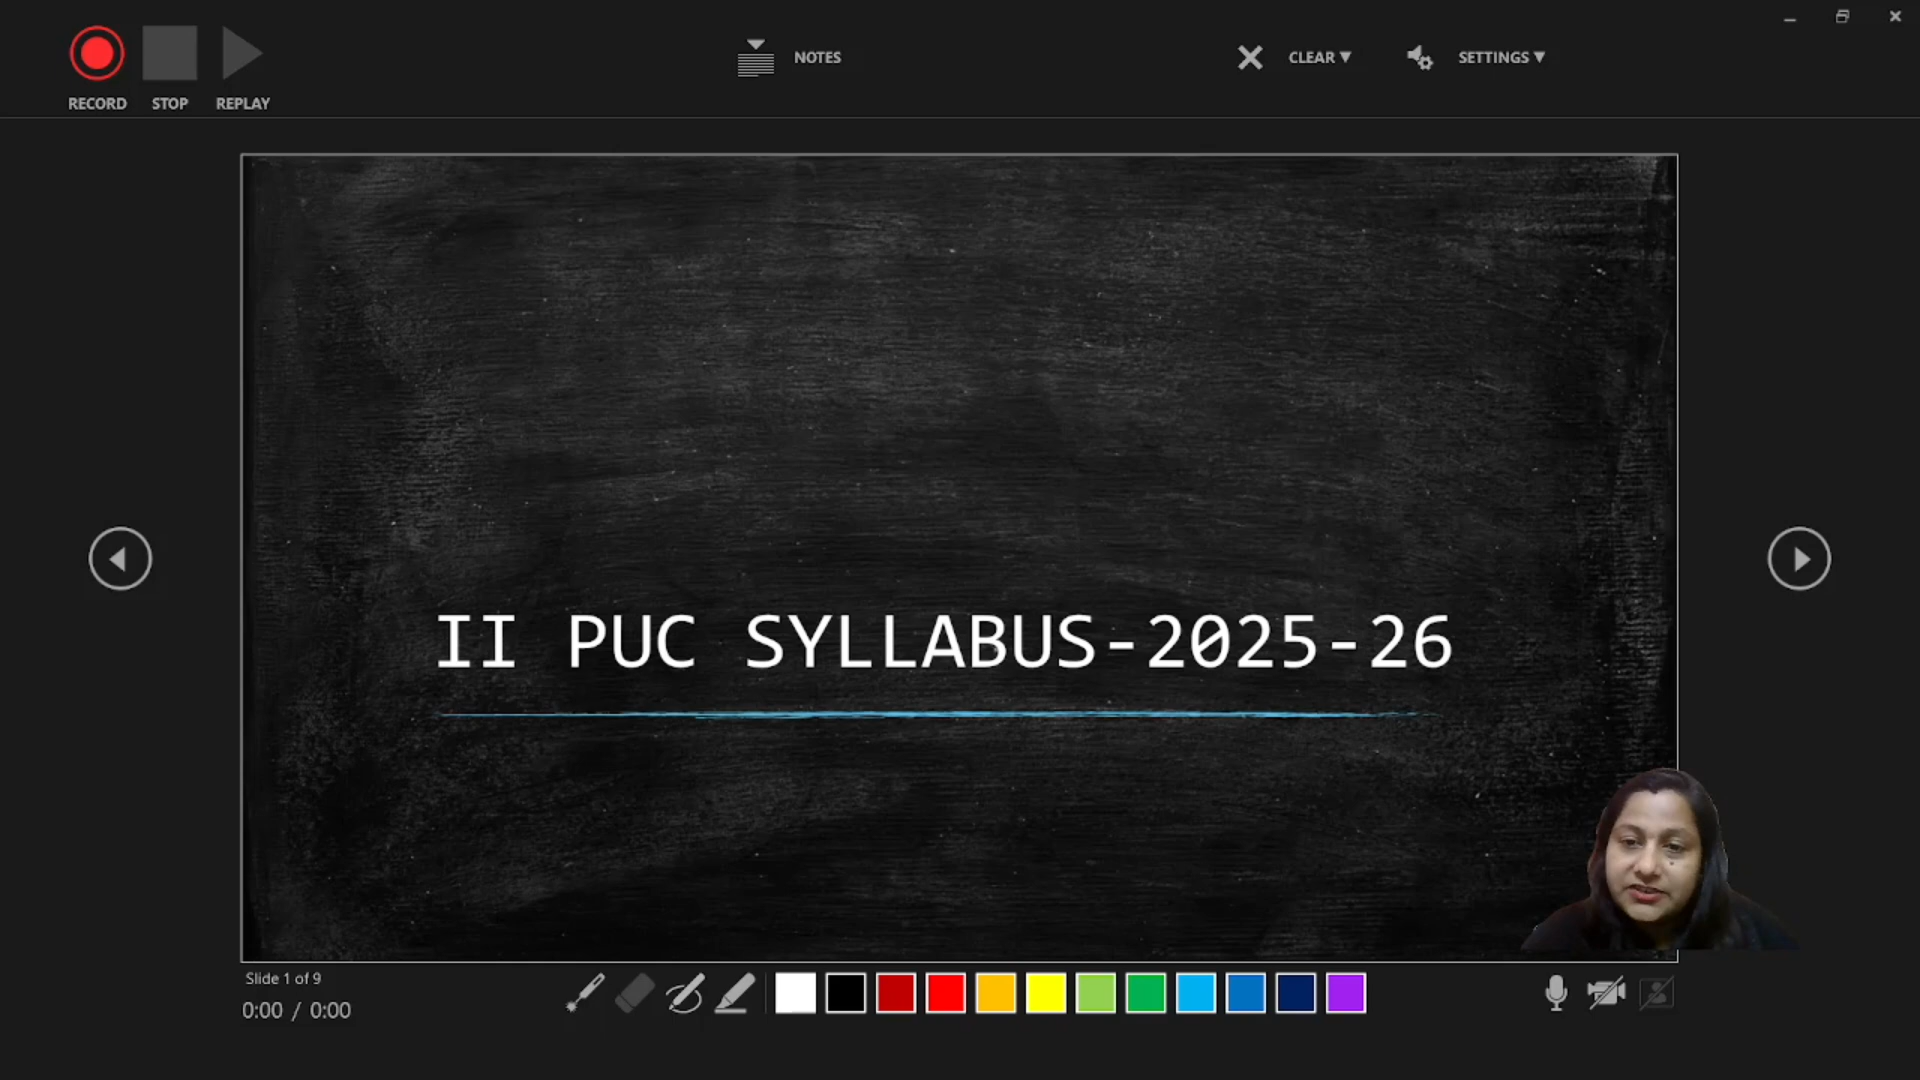 RECORD
STOP
REPLAY
NOTES
CLEAR
SETTINGS
II PUC SYLLABUS-2025-26
Slide 1 of 9
0:00 / 0:00